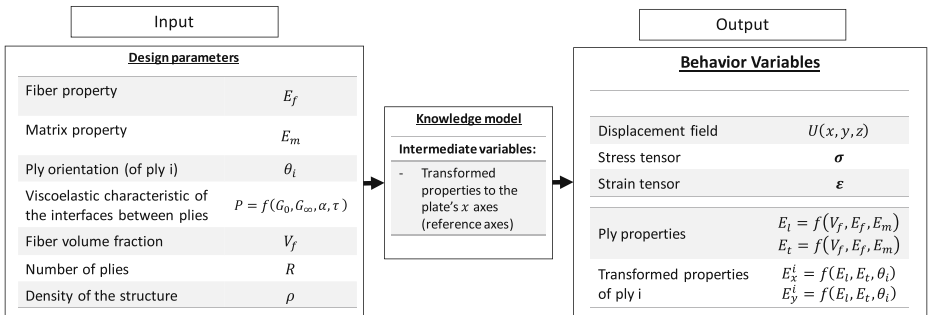 Input
Design parameters
Fiber property E_f
Matrix property E_m
Ply orientation (of ply i) θ_i
Viscoelastic characteristic of
the interfaces between plies P = f(G_0, G_∞, α, τ)
Fiber volume fraction V_f
Number of plies R
Density of the structure ρ
Knowledge model
Intermediate variables:
- Transformed
properties to the
plate's x axes
(reference axes)
Output
Behavior Variables
Displacement field U(x, y, z)
Stress tensor σ
Strain tensor ε
Ply properties E_l = f(V_f, E_f, E_m)
E_t = f(V_f, E_f, E_m)
Transformed properties E_x^i = f(E_l, E_t, θ_i)
of ply i E_y^i = f(E_l, E_t, θ_i)